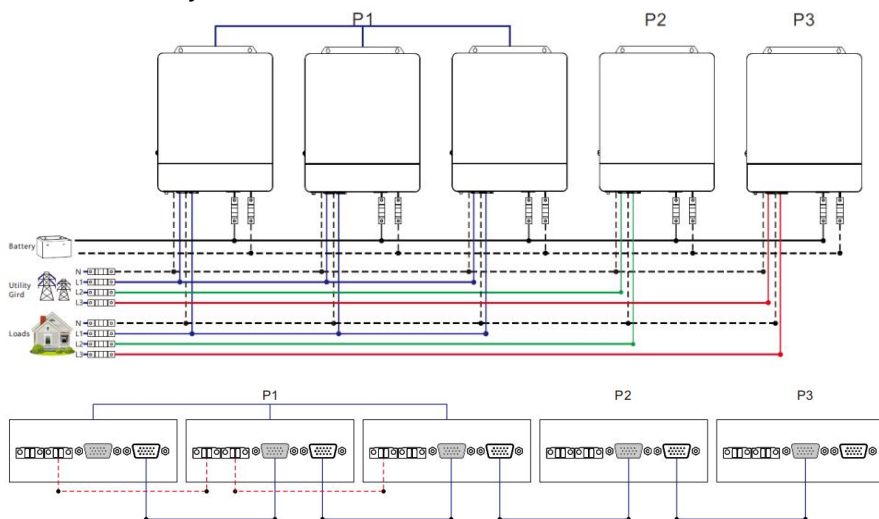 P1 P2 P3
Battery
N
Utility L1
Gird L2
L3
N
Loads L1
L2
L3
P1 P2 P3